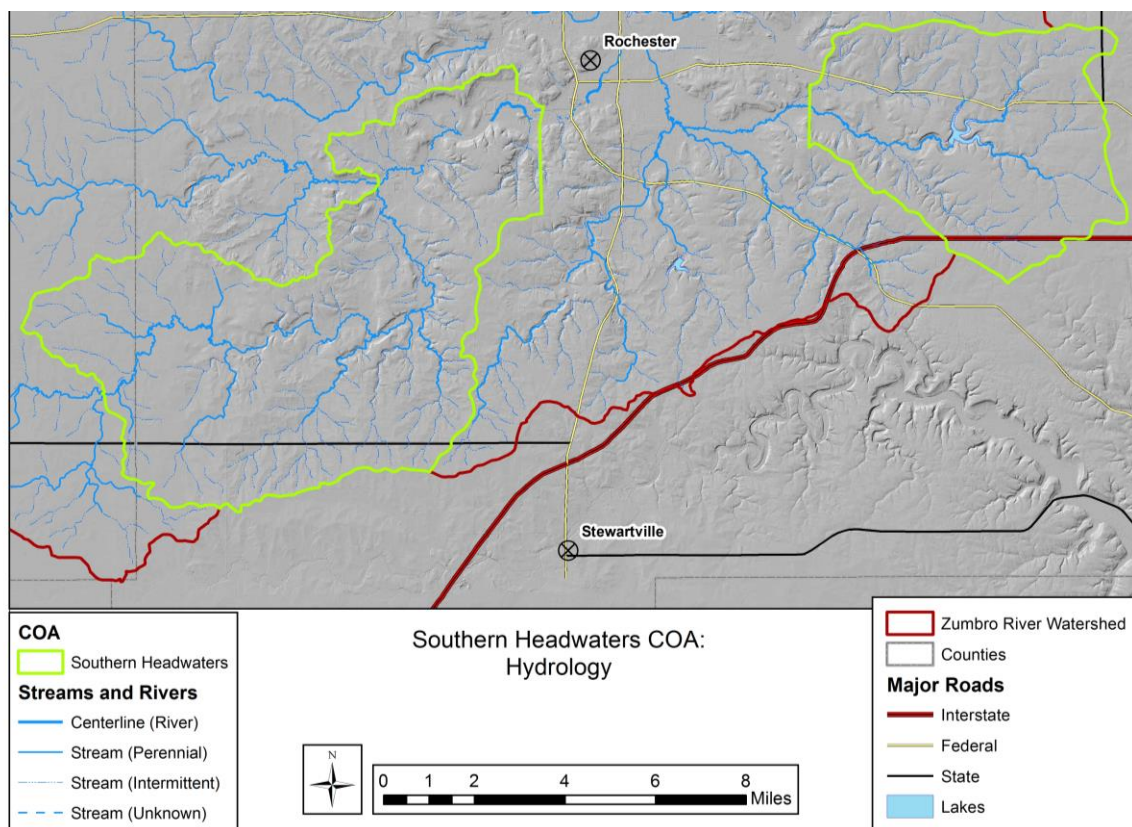 Rochester
Stewartville
COA
Southern Headwaters
Streams and Rivers
Centerline (River)
Stream (Perennial)
Stream (Intermittent)
Stream (Unknown)
Southern Headwaters COA:
Hydrology
N
0 1 2 4 6 8
Miles
Zumbro River Watershed
Counties
Major Roads
Interstate
Federal
State
Lakes